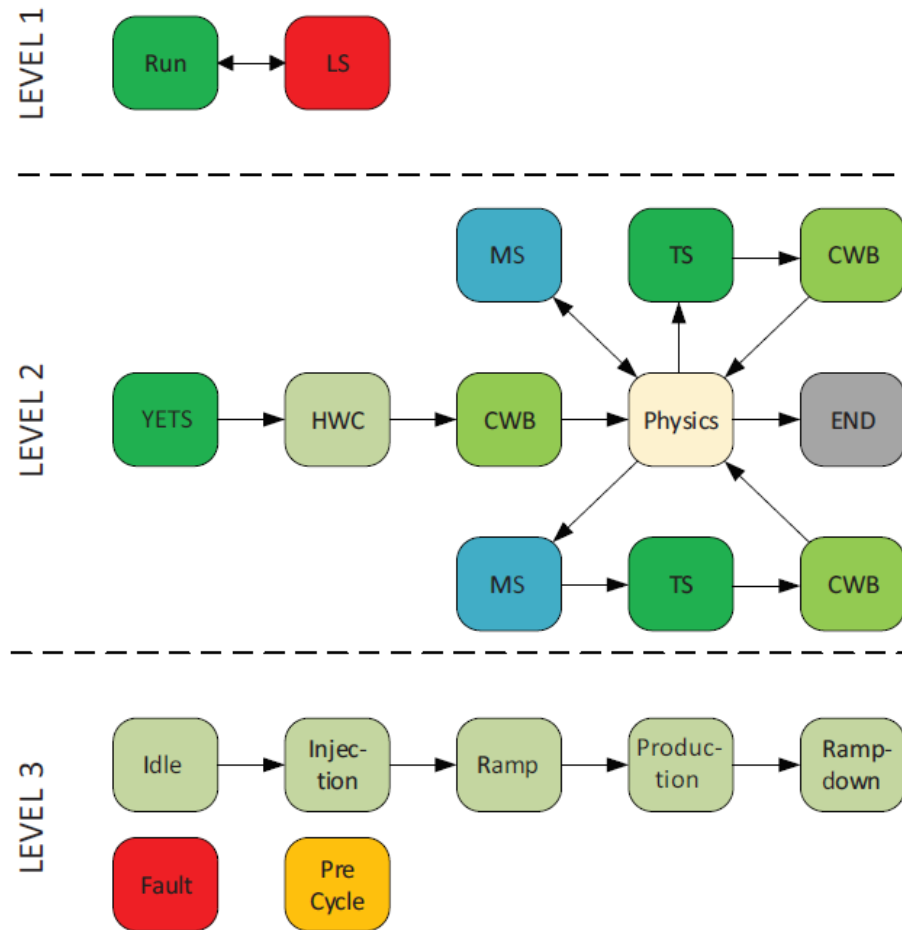 LEVEL 1
Run
LS
LEVEL 2
MS
TS
CWB
YETS
HWC
CWB
Physics
END
MS
TS
CWB
LEVEL 3
Idle
Injec-
tion
Ramp
Produc-
tion
Ramp-
down
Fault
Pre
Cycle